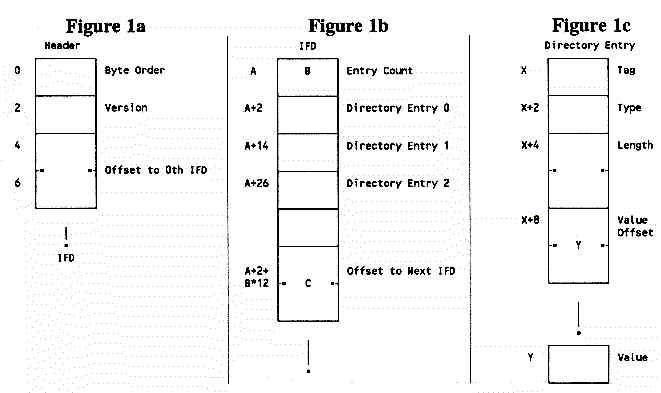 Figure 1a
Header
0 Byte Order
2 Version
4
Offset to 0th IFD
6
IFD
Figure 1b
IFD
A B Entry Count
A+2 Directory Entry 0
A+14 Directory Entry 1
A+26 Directory Entry 2
A+2+
B*12 C Offset to Next IFD
Figure 1c
Directory Entry
X Tag
X+2 Type
X+4 Length
X+8 Value
Offset
Y
Y Value